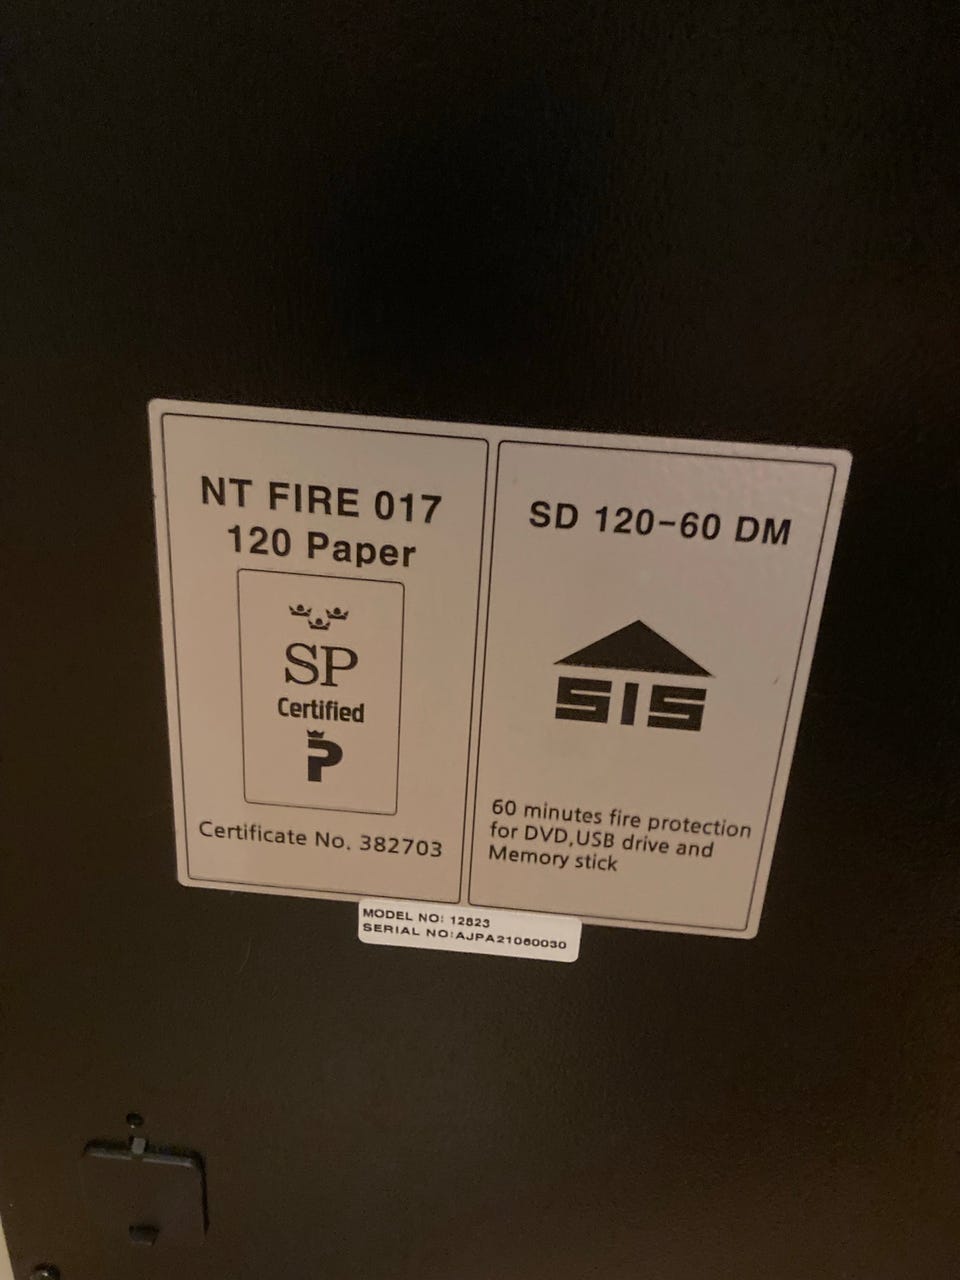 NT FIRE 017
120 Paper
SP
Certified
P
Certificate No. 382703
SD 120-60 DM
SIS
60 minutes fire protection
for DVD,USB drive and
Memory stick
MODEL NO: 12823
SERIAL NO:AJPA21060030